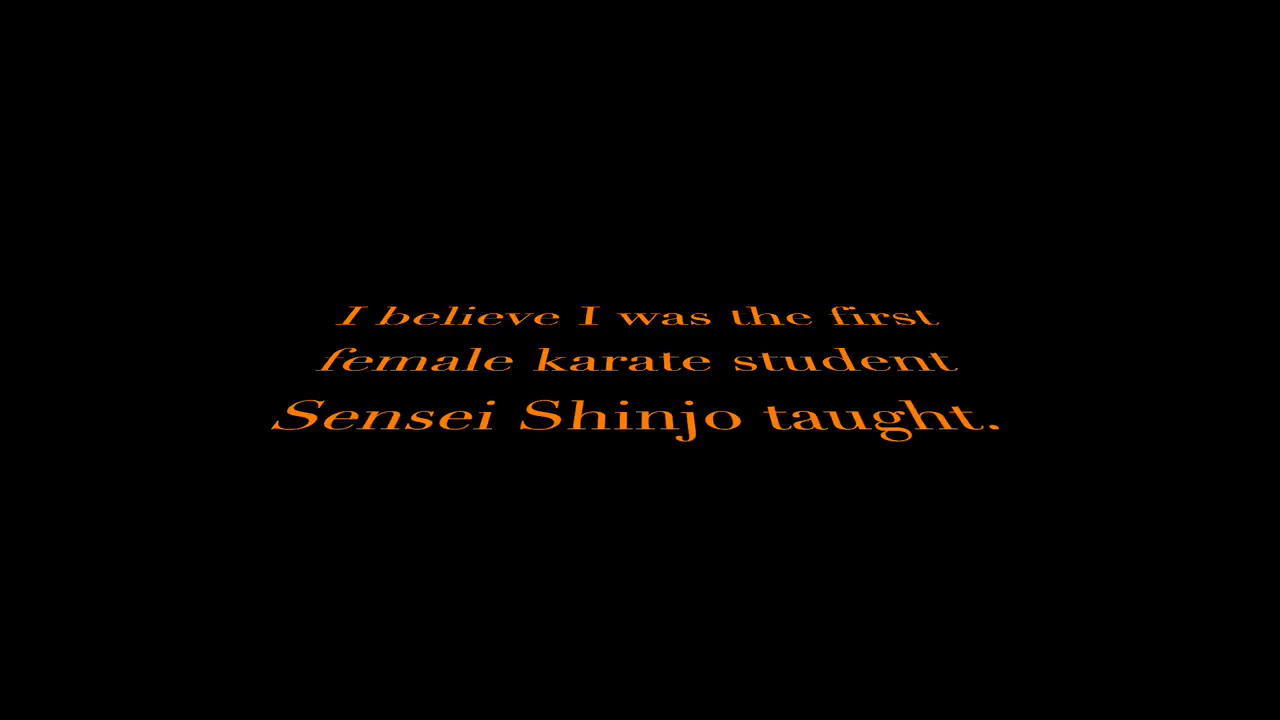 I believe I was the first
female karate student
Sensei Shinjo taught.